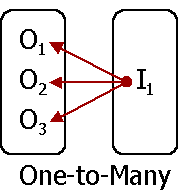 O₁
O₂ I₁
O₃
One-to-Many